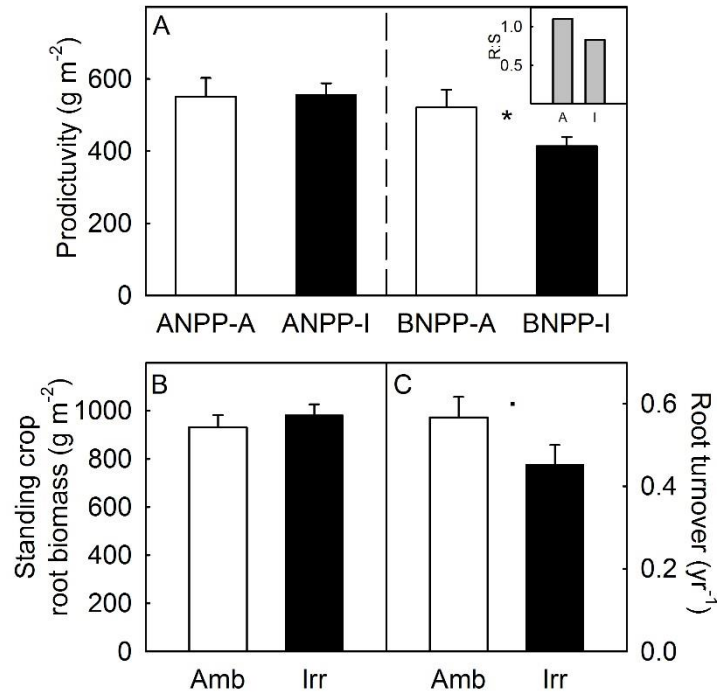 A
Prodictuvity (g m⁻²)
600
400
200
0
ANPP-A ANPP-I BNPP-A BNPP-I
*
R:S
1.0
0.5
A I
B
Standing crop
root biomass (g m⁻²)
1000
800
600
400
200
0
Amb Irr
C
.
0.6
0.4
0.2
0.0
Root turnover (yr⁻¹)
Amb Irr